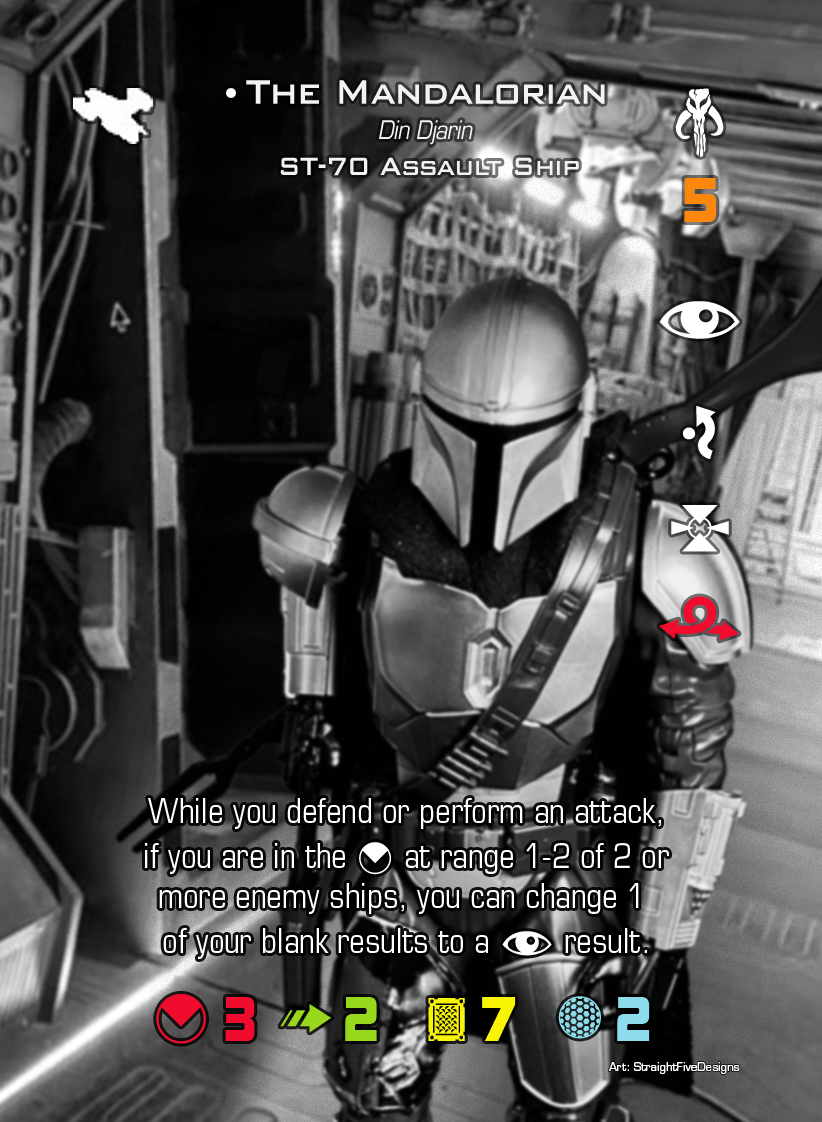 • The Mandalorian
Din Djarin
ST-70 Assault Ship
5
While you defend or perform an attack,
if you are in the at range 1-2 of 2 or
more enemy ships, you can change 1
of your blank results to a result.
3 2 7 2
Art: StraightFiveDesigns